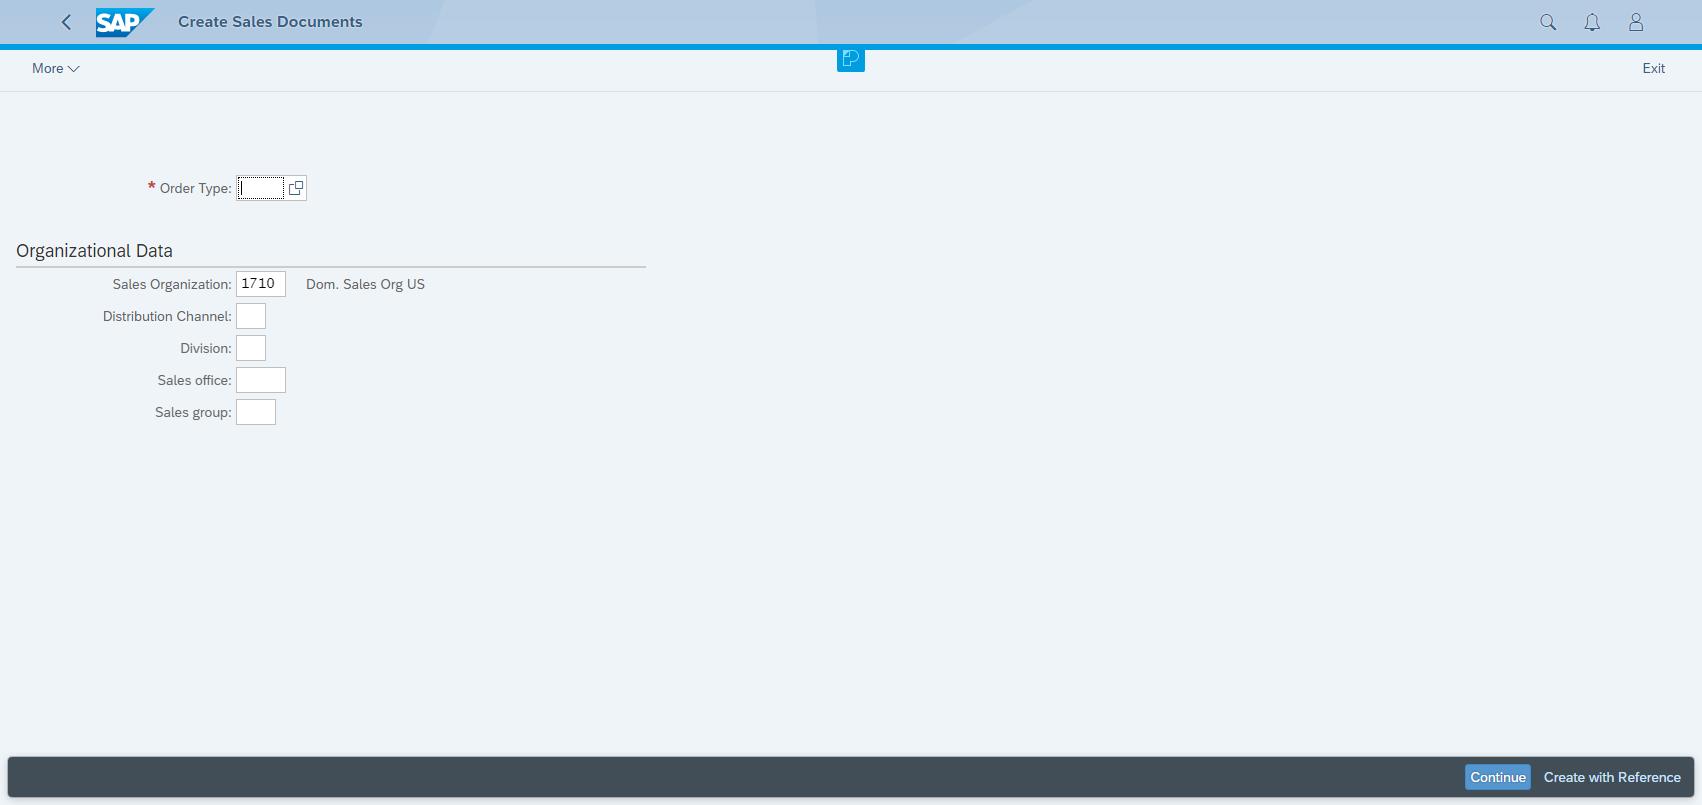 SAP Create Sales Documents
More
Exit
* Order Type:
Organizational Data
Sales Organization: 1710 Dom. Sales Org US
Distribution Channel:
Division:
Sales office:
Sales group:
Continue Create with Reference